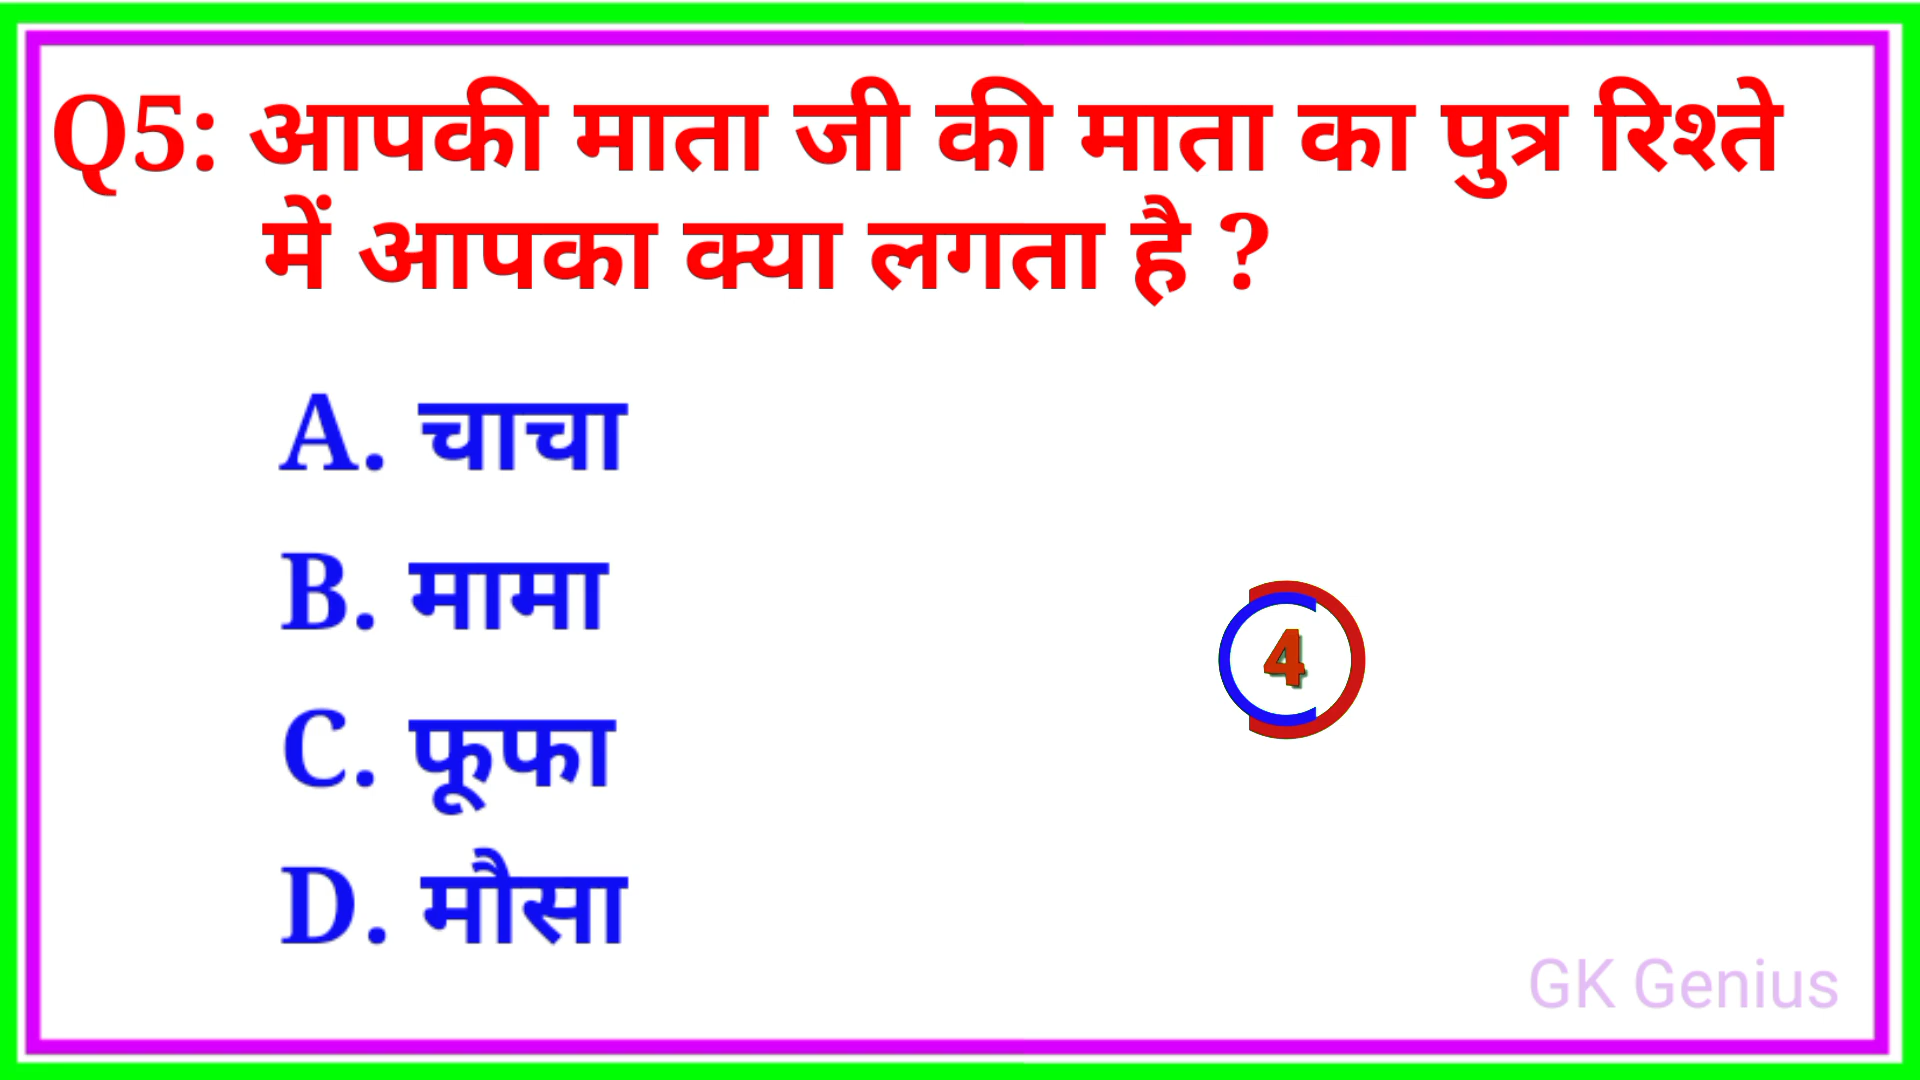 Q5: आपकी माता जी की माता का पुत्र रिश्ते
में आपका क्या लगता है ?
A. चाचा
B. मामा
4
C. फूफा
D. मौसा
GK Genius